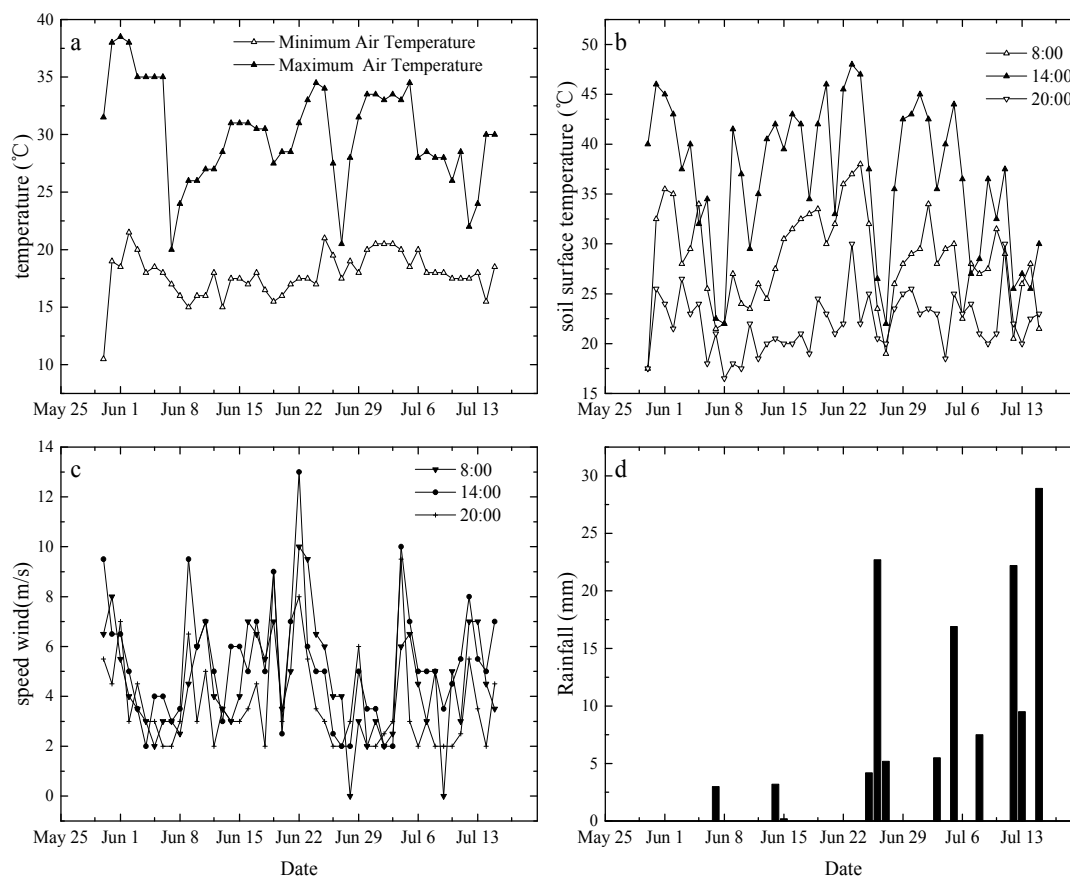 a
Minimum Air Temperature
Maximum Air Temperature
temperature (℃)
40
35
30
25
20
15
10
May 25 Jun 1 Jun 8 Jun 15 Jun 22 Jun 29 Jul 6 Jul 13
b
8:00
14:00
20:00
soil surface temperature (℃)
50
45
40
35
30
25
20
15
May 25 Jun 1 Jun 8 Jun 15 Jun 22 Jun 29 Jul 6 Jul 13
c
8:00
14:00
20:00
speed wind(m/s)
14
12
10
8
6
4
2
0
May 25 Jun 1 Jun 8 Jun 15 Jun 22 Jun 29 Jul 6 Jul 13
Date
d
Rainfall (mm)
30
25
20
15
10
5
0
May 25 Jun 1 Jun 8 Jun 15 Jun 22 Jun 29 Jul 6 Jul 13
Date